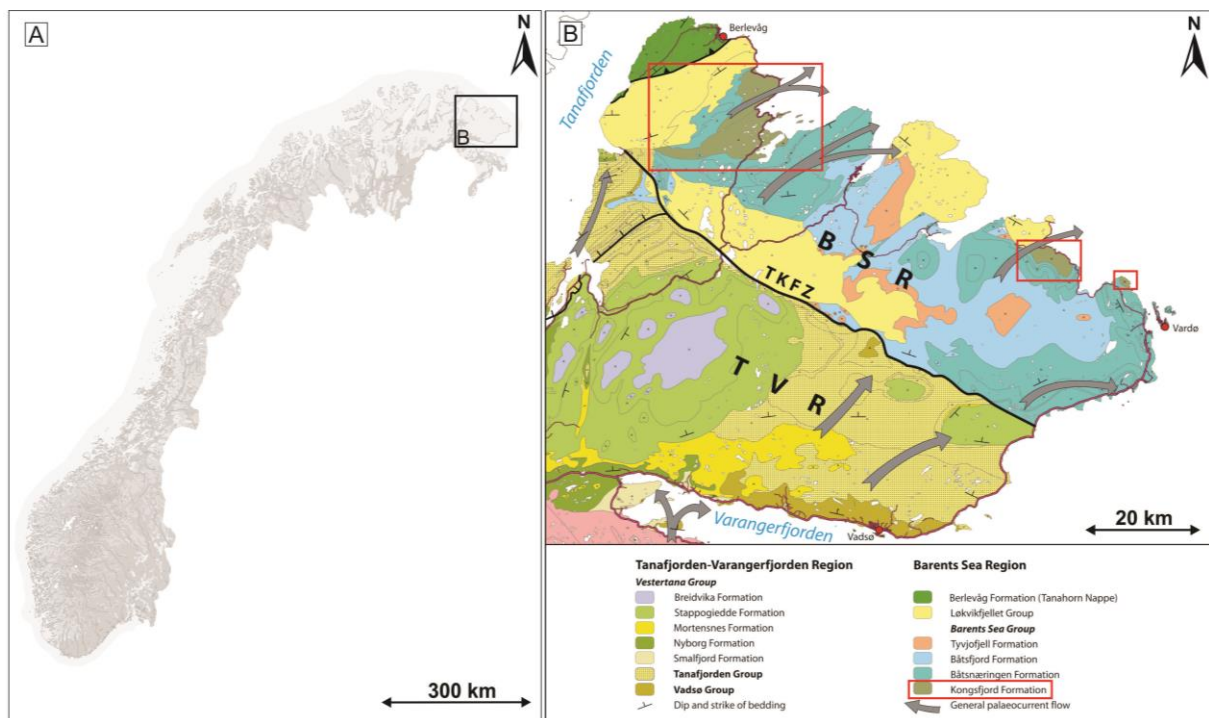 A
N
B
300 km
B
N
Berlevåg
Tanafjorden
B S R
TKFZ
Vardø
T V R
Varangerfjorden
Vadsø
20 km
Tanafjorden-Varangerfjorden Region
Vestertana Group
Breidvika Formation
Stappogiedde Formation
Mortensnes Formation
Nyborg Formation
Smalfjord Formation
Tanafjorden Group
Vadsø Group
Dip and strike of bedding
Barents Sea Region
Berlevåg Formation (Tanahorn Nappe)
Løkvikfjellet Group
Barents Sea Group
Tyvjofjell Formation
Båtsfjord Formation
Båtsnæringen Formation
Kongsfjord Formation
General palaeocurrent flow